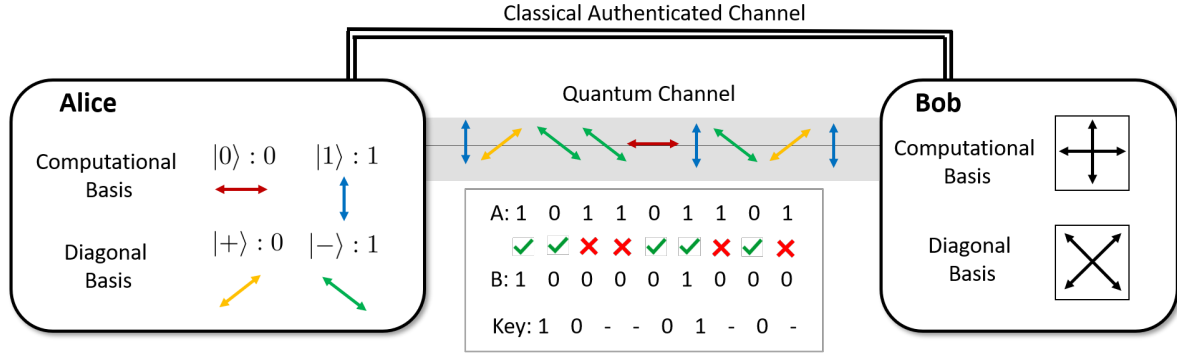 Classical Authenticated Channel
Alice
Quantum Channel
Bob
Computational
Basis
|0⟩ : 0
|1⟩ : 1
Diagonal
Basis
|+⟩ : 0
|−⟩ : 1
A: 1 0 1 1 0 1 1 0 1
B: 1 0 0 0 0 1 0 0 0
Key: 1 0 - - 0 1 - 0 -
Computational
Basis
Diagonal
Basis